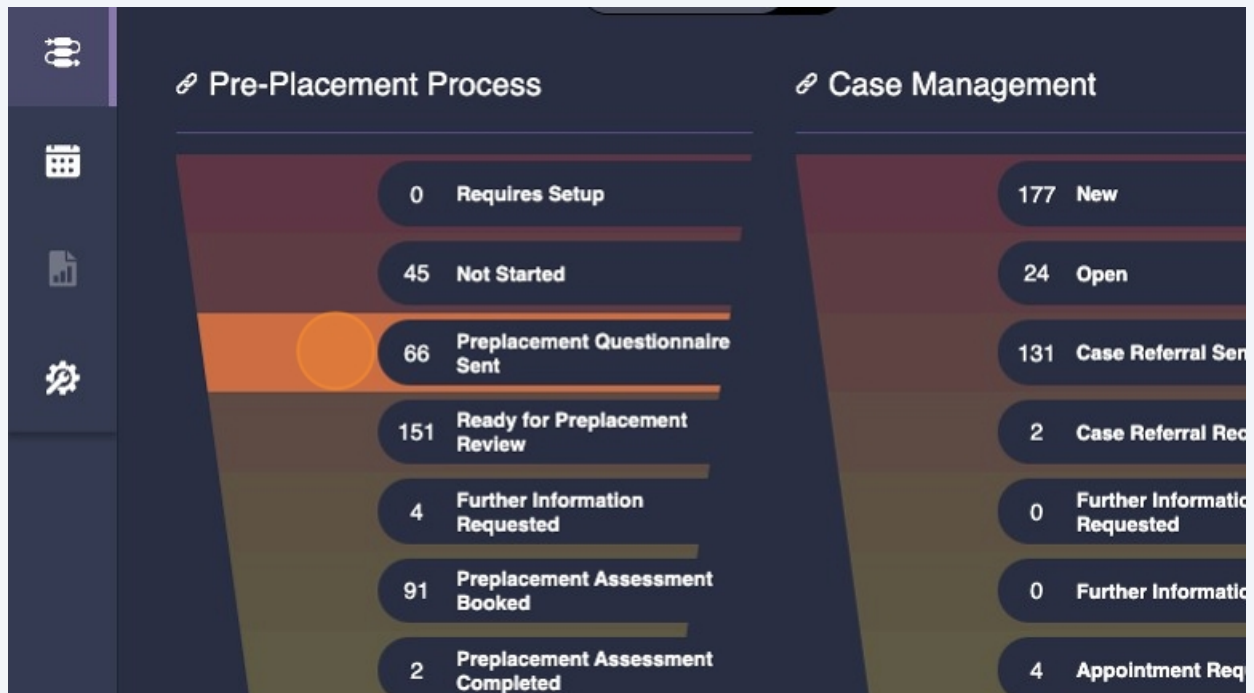 Pre-Placement Process
0 Requires Setup
45 Not Started
66 Preplacement Questionnaire
Sent
151 Ready for Preplacement
Review
4 Further Information
Requested
91 Preplacement Assessment
Booked
2 Preplacement Assessment
Completed
Case Management
177 New
24 Open
131 Case Referral Sen
2 Case Referral Rec
0 Further Informatio
Requested
0 Further Informatio
4 Appointment Req